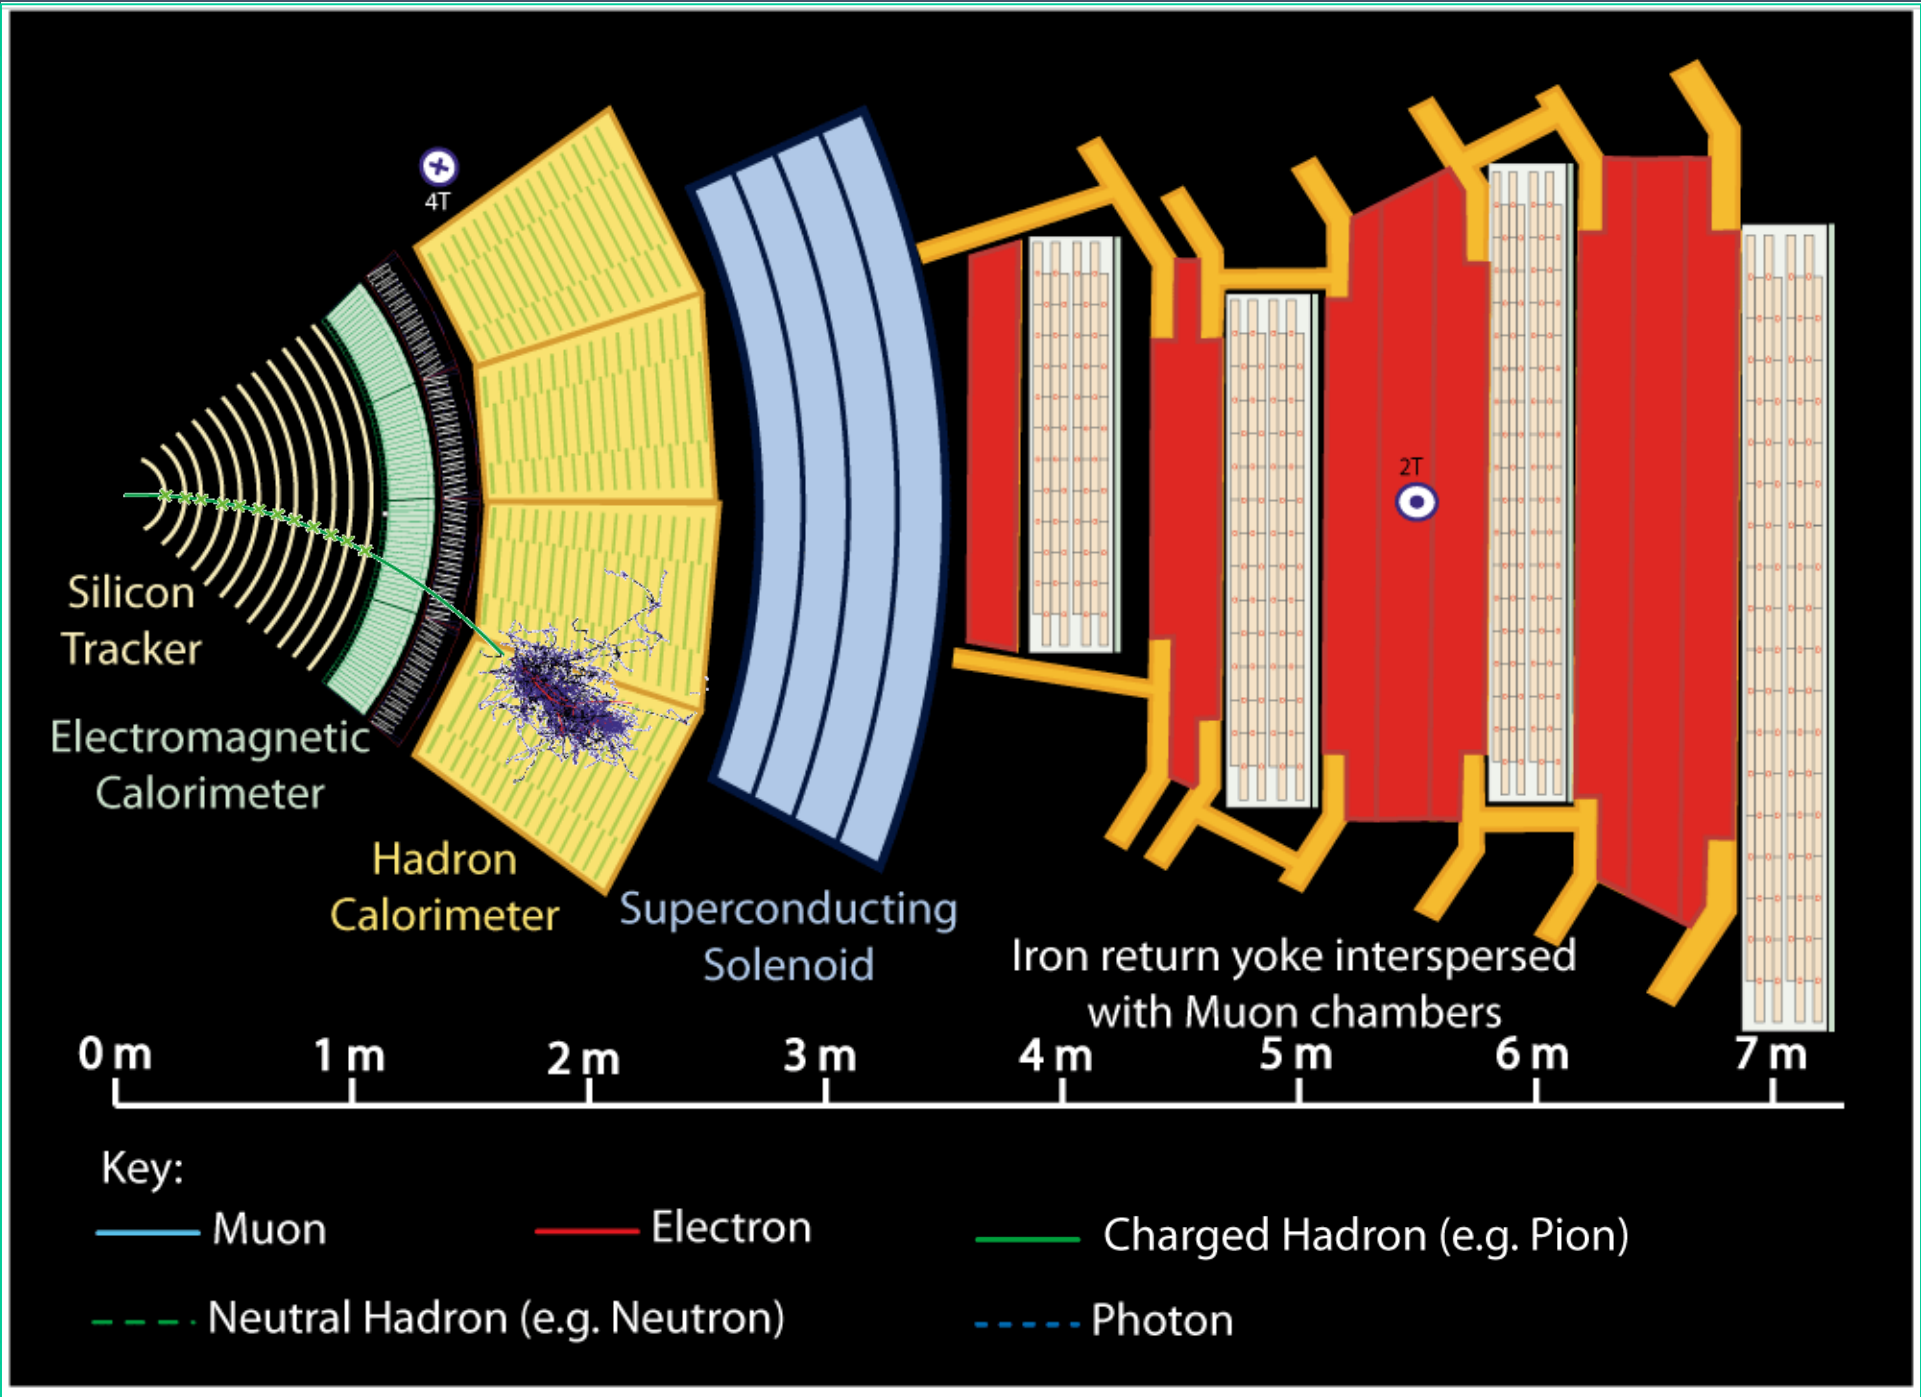 4T
2T
Silicon
Tracker
Electromagnetic
Calorimeter
Hadron
Calorimeter
Superconducting
Solenoid
Iron return yoke interspersed
with Muon chambers
0 m 1 m 2 m 3 m 4 m 5 m 6 m 7 m
Key:
Muon
Electron
Charged Hadron (e.g. Pion)
Neutral Hadron (e.g. Neutron)
Photon